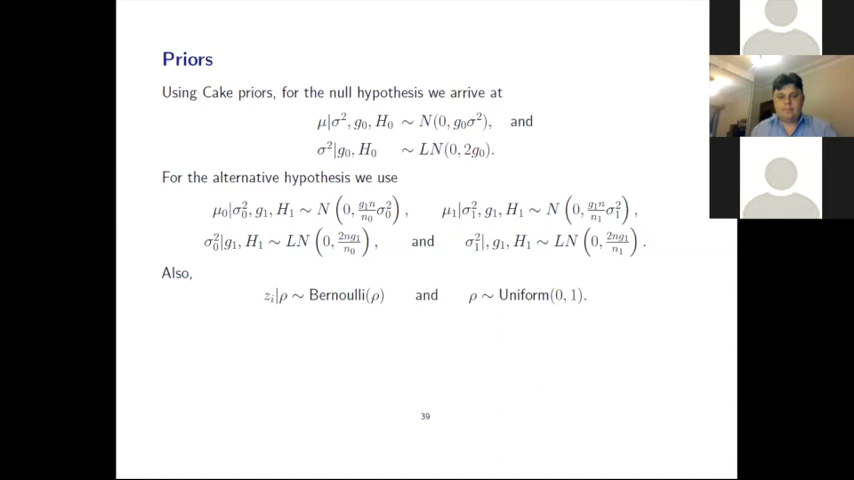 Priors
Using Cake priors, for the null hypothesis we arrive at
μ|σ², g₀, H₀ ∼ N(0, g₀σ²), and
σ²|g₀, H₀ ∼ LN(0, 2g₀).
For the alternative hypothesis we use
μ₀|σ₀², g₁, H₁ ∼ N(0, g₁n/n₀ σ₀²), μ₁|σ₁², g₁, H₁ ∼ N(0, g₁n/n₁ σ₁²),
σ₀²|g₁, H₁ ∼ LN(0, 2ng₁/n₀), and σ₁²|, g₁, H₁ ∼ LN(0, 2ng₁/n₁).
Also,
zᵢ|ρ ∼ Bernoulli(ρ) and ρ ∼ Uniform(0, 1).
39